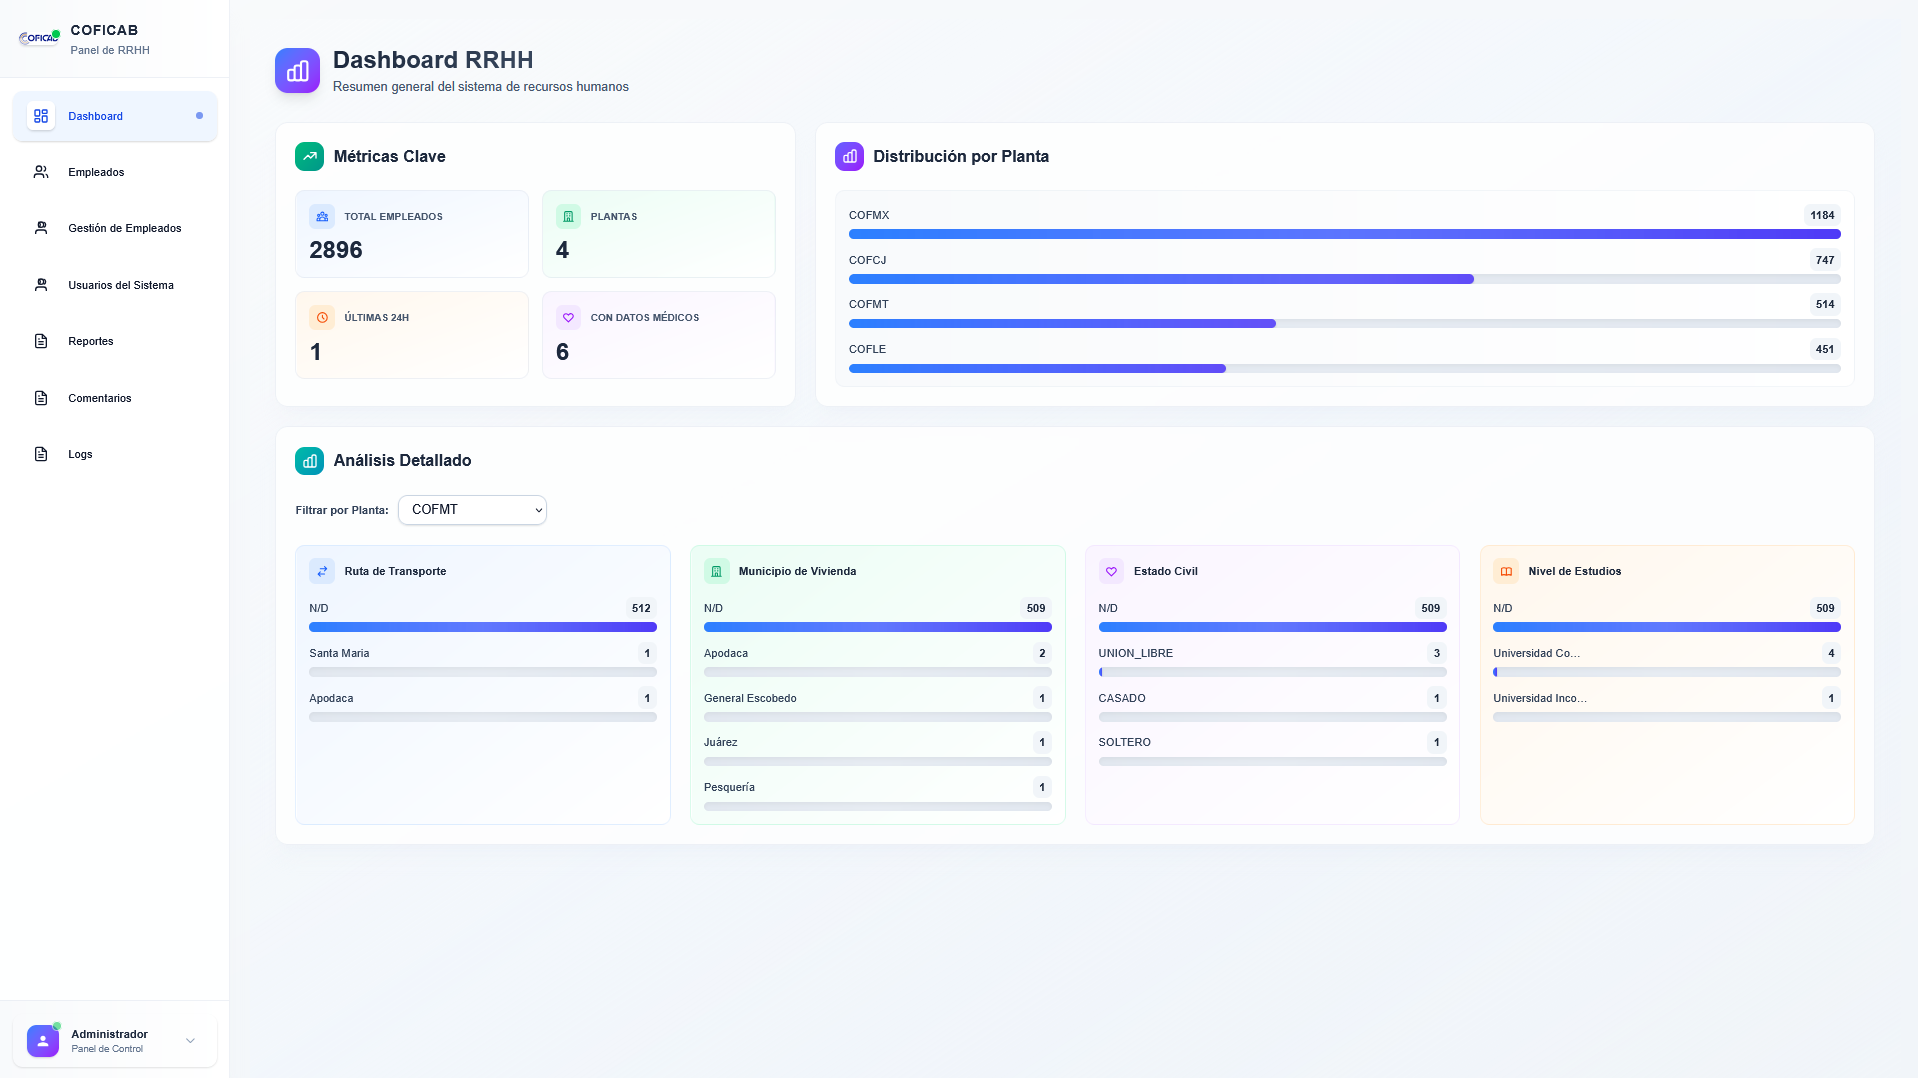 COFICAB
COFICAB
Panel de RRHH
Dashboard
Empleados
Gestión de Empleados
Usuarios del Sistema
Reportes
Comentarios
Logs
Administrador
Panel de Control
Dashboard RRHH
Resumen general del sistema de recursos humanos
Métricas Clave
TOTAL EMPLEADOS
2896
PLANTAS
4
ÚLTIMAS 24H
1
CON DATOS MÉDICOS
6
Distribución por Planta
COFMX 1184
COFCJ 747
COFMT 514
COFLE 451
Análisis Detallado
Filtrar por Planta: COFMT
Ruta de Transporte
N/D 512
Santa Maria 1
Apodaca 1
Municipio de Vivienda
N/D 509
Apodaca 2
General Escobedo 1
Juárez 1
Pesquería 1
Estado Civil
N/D 509
UNION_LIBRE 3
CASADO 1
SOLTERO 1
Nivel de Estudios
N/D 509
Universidad Co... 4
Universidad Inco... 1